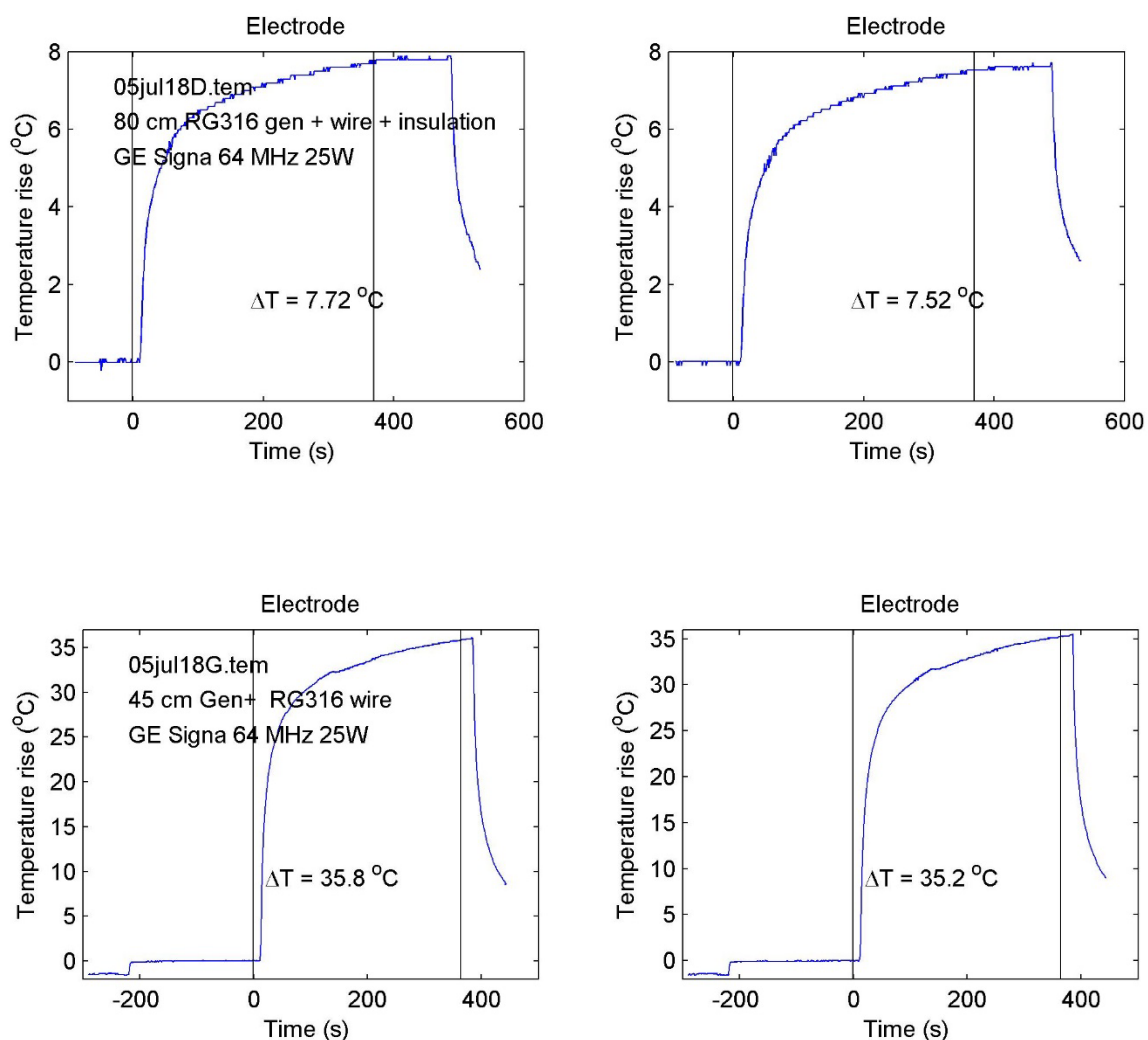 Electrode
8
6
4
2
0
Temperature rise (°C)
05jul18D.tem
80 cm RG316 gen + wire + insulation
GE Signa 64 MHz 25W
ΔT = 7.72 °C
0 200 400 600
Time (s)
Electrode
8
6
4
2
0
Temperature rise (°C)
ΔT = 7.52 °C
0 200 400 600
Time (s)
Electrode
35
30
25
20
15
10
5
0
Temperature rise (°C)
05jul18G.tem
45 cm Gen+ RG316 wire
GE Signa 64 MHz 25W
ΔT = 35.8 °C
-200 0 200 400
Time (s)
Electrode
35
30
25
20
15
10
5
0
Temperature rise (°C)
ΔT = 35.2 °C
-200 0 200 400
Time (s)